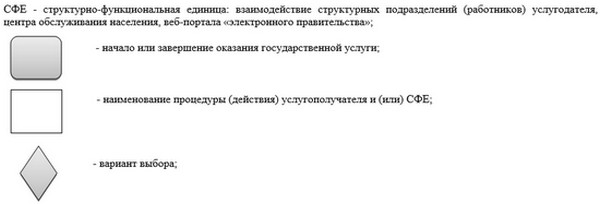 СФЕ - структурно-функциональная единица: взаимодействие структурных подразделений (работников) услугодателя,
центра обслуживания населения, веб-портала «электронного правительства»;
- начало или завершение оказания государственной услуги;
- наименование процедуры (действия) услугополучателя и (или) СФЕ;
- вариант выбора;